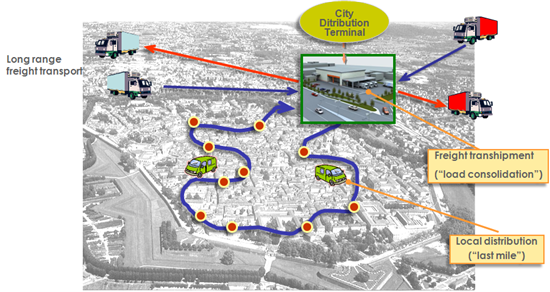 City
Ditribution
Terminal
Long range
freight transport
Freight transhipment
("load consolidation")
Local distribution
("last mile")